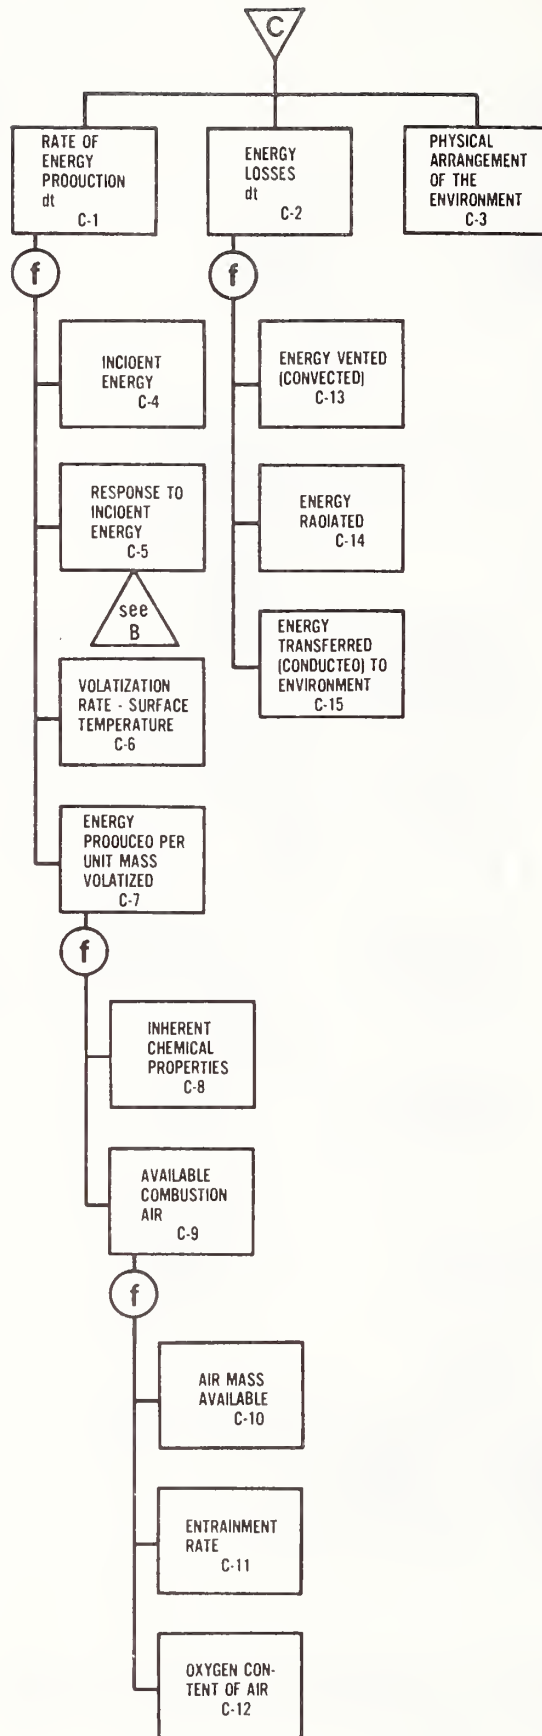 C
RATE OF
ENERGY
PROOUCTION
dt
C-1
ENERGY
LOSSES
dt
C-2
PHYSICAL
ARRANGEMENT
OF THE
ENVIRONMENT
C-3
f
f
INCIOENT
ENERGY
C-4
RESPONSE TO
INCIOENT
ENERGY
C-5
see
B
VOLATIZATION
RATE - SURFACE
TEMPERATURE
C-6
ENERGY
PROOUCEO PER
UNIT MASS
VOLATIZED
C-7
f
INHERENT
CHEMICAL
PROPERTIES
C-8
AVAILABLE
COMBUSTION
AIR
C-9
f
AIR MASS
AVAILABLE
C-10
ENTRAINMENT
RATE
C-11
OXYGEN CON-
TENT OF AIR
C-12
ENERGY VENTED
(CONVECTED)
C-13
ENERGY
RAOIATED
C-14
ENERGY
TRANSFERRED
(CONDUCTEO) TO
ENVIRONMENT
C-15